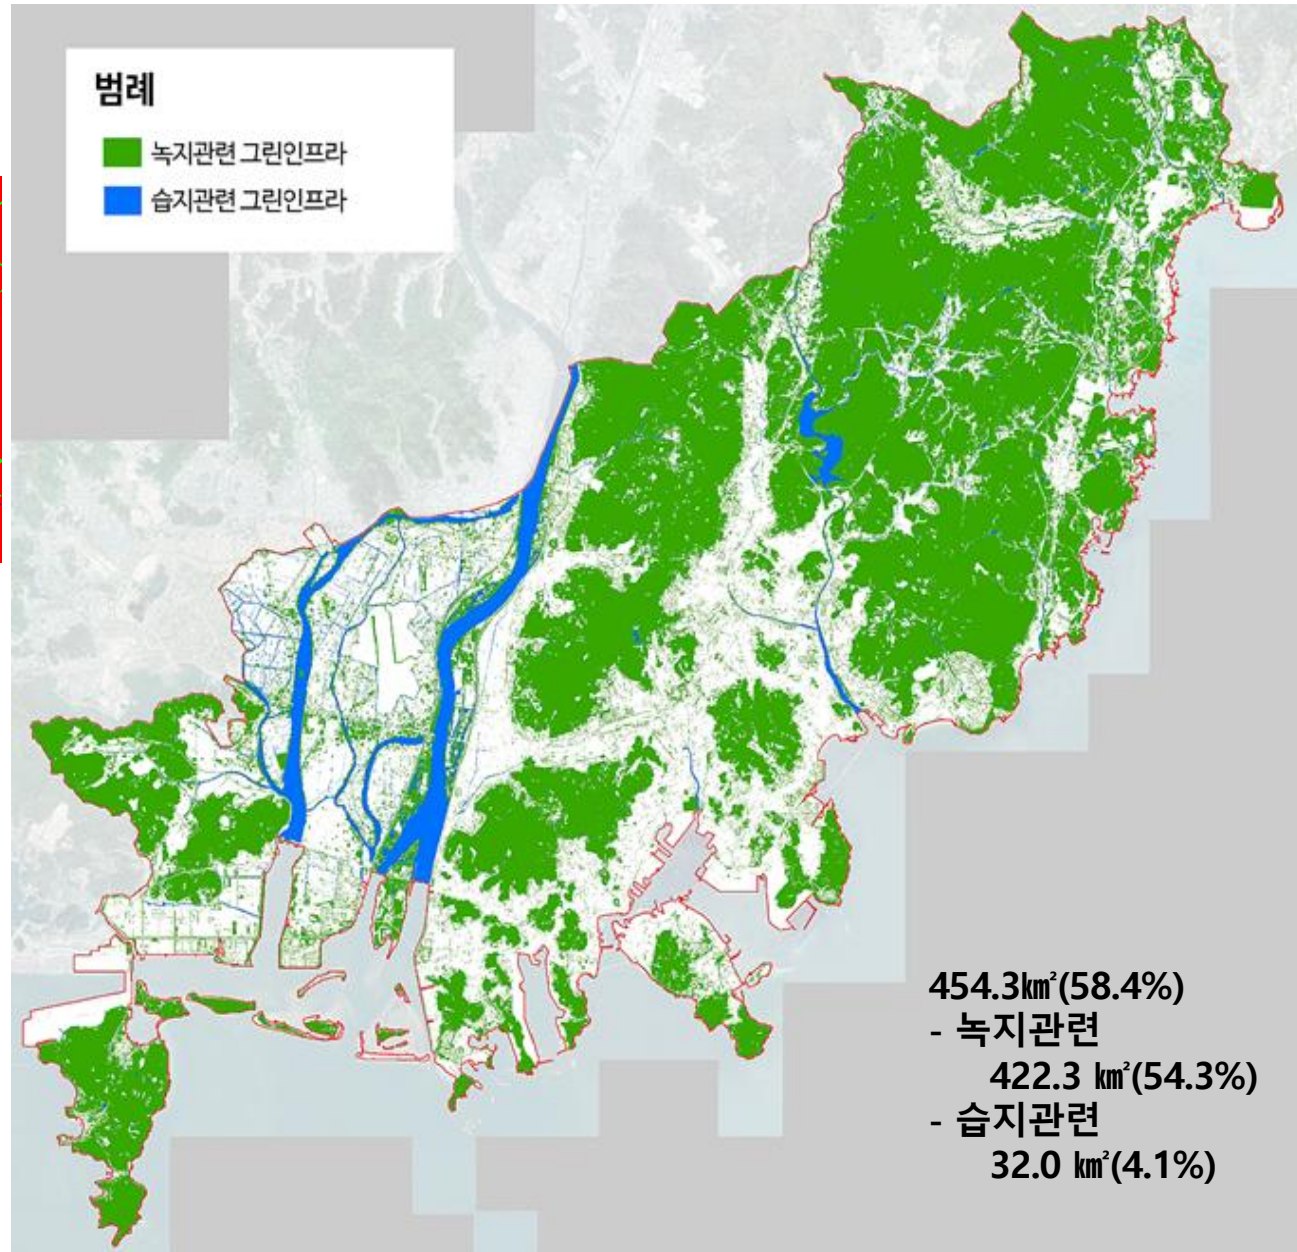 범례
녹지관련 그린인프라
습지관련 그린인프라
454.3㎢(58.4%)
- 녹지관련
422.3 ㎢(54.3%)
- 습지관련
32.0 ㎢(4.1%)